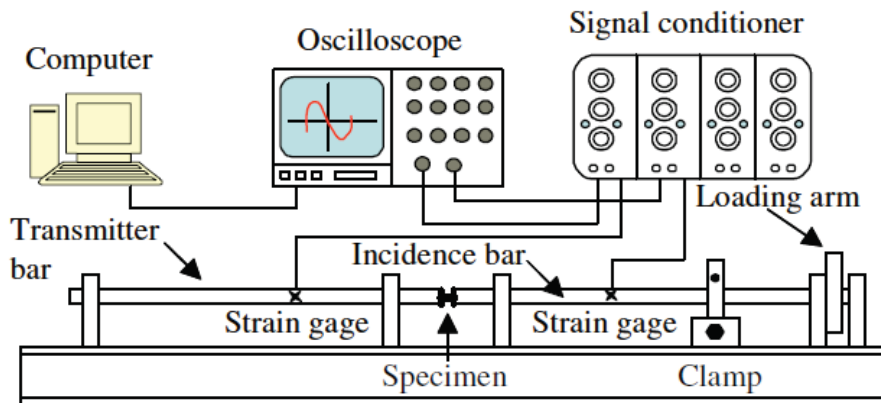 Signal conditioner
Oscilloscope
Computer
Loading arm
Transmitter
bar
Incidence bar
Strain gage
Strain gage
Specimen
Clamp